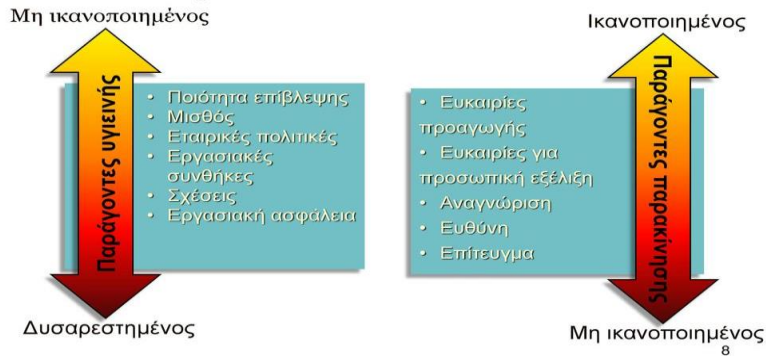 Μη ικανοποιημένος
Παράγοντες υγιεινής
• Ποιότητα επίβλεψης
• Μισθός
• Εταιρικές πολιτικές
• Εργασιακές
συνθήκες
• Σχέσεις
• Εργασιακή ασφάλεια
Δυσαρεστημένος
Ικανοποιημένος
• Ευκαιρίες
προαγωγής
• Ευκαιρίες για
προσωπική εξέλιξη
• Αναγνώριση
• Ευθύνη
• Επίτευγμα
Παράγοντες παρακίνησης
Μη ικανοποιημένος
8